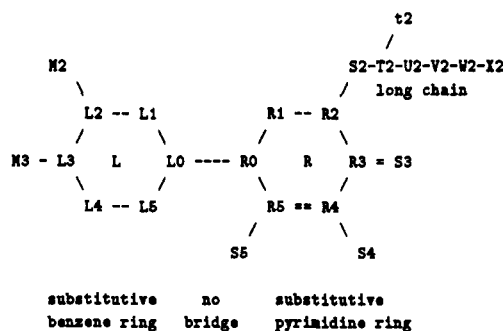 t2
M2 S2-T2-U2-V2-W2-X2
long chain
L2 -- L1 R1 -- R2
M3 - L3 L L0 ---- R0 R R3 = S3
L4 -- L5 R5 == R4
S5 S4
substitutive no substitutive
benzene ring bridge pyrimidine ring